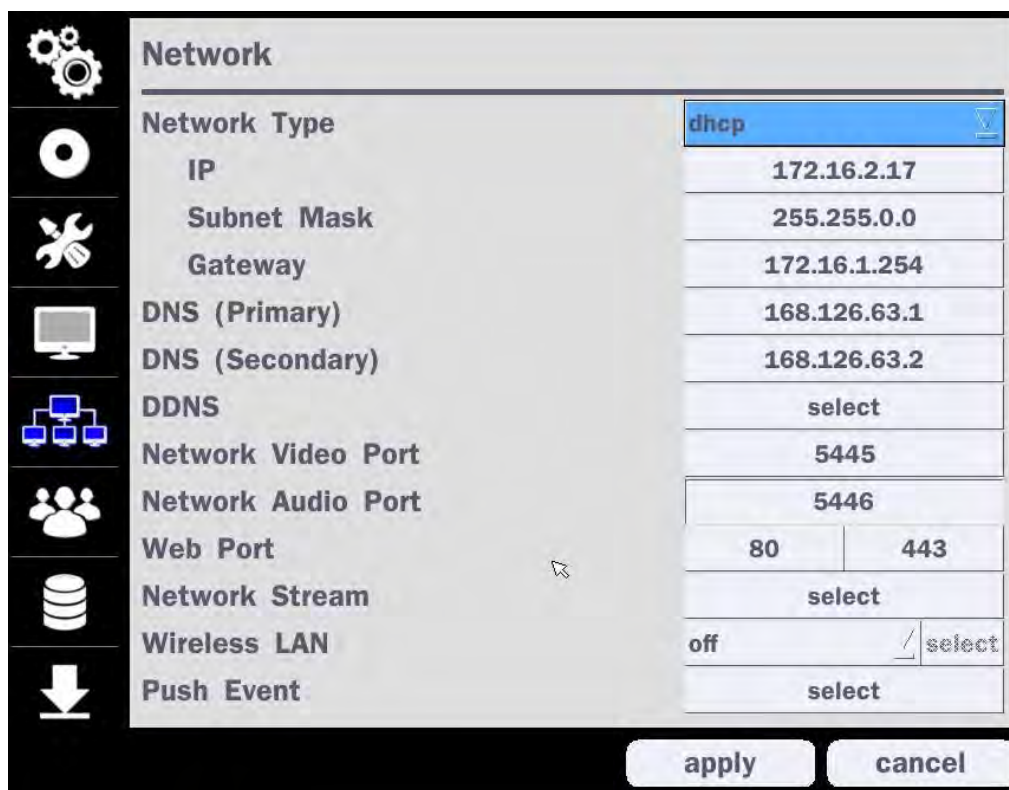 Network
Network Type dhcp
IP 172.16.2.17
Subnet Mask 255.255.0.0
Gateway 172.16.1.254
DNS (Primary) 168.126.63.1
DNS (Secondary) 168.126.63.2
DDNS select
Network Video Port 5445
Network Audio Port 5446
Web Port 80 443
Network Stream select
Wireless LAN off select
Push Event select
apply cancel